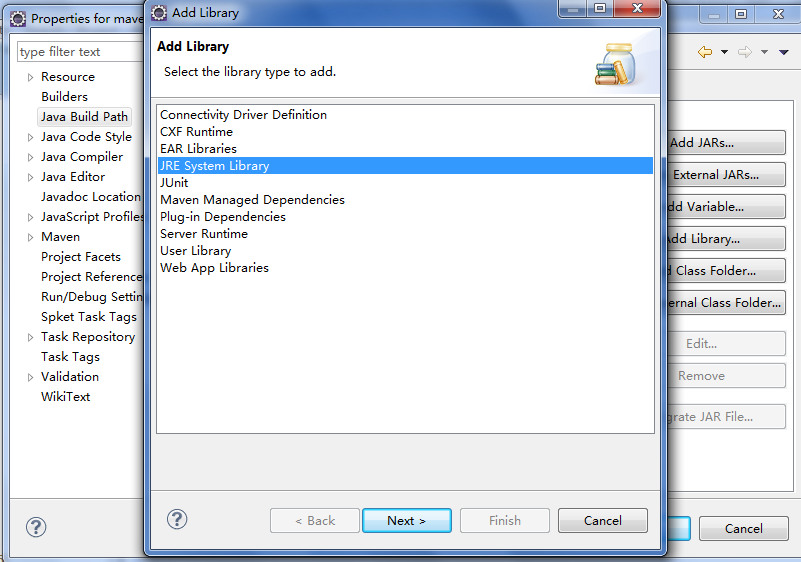 Properties for mave
Add Library
Add Library
Select the library type to add.
type filter text
Resource
Builders
Java Build Path
Java Code Style
Java Compiler
Java Editor
Javadoc Location
JavaScript Profiles
Maven
Project Facets
Project Reference
Run/Debug Settin
Spket Task Tags
Task Repository
Task Tags
Validation
WikiText
Connectivity Driver Definition
CXF Runtime
EAR Libraries
JRE System Library
JUnit
Maven Managed Dependencies
Plug-in Dependencies
Server Runtime
User Library
Web App Libraries
Add JARs...
External JARs...
dd Variable...
Add Library...
d Class Folder...
ernal Class Folder...
Edit...
Remove
grate JAR File...
< Back
Next >
Finish
Cancel
Cancel